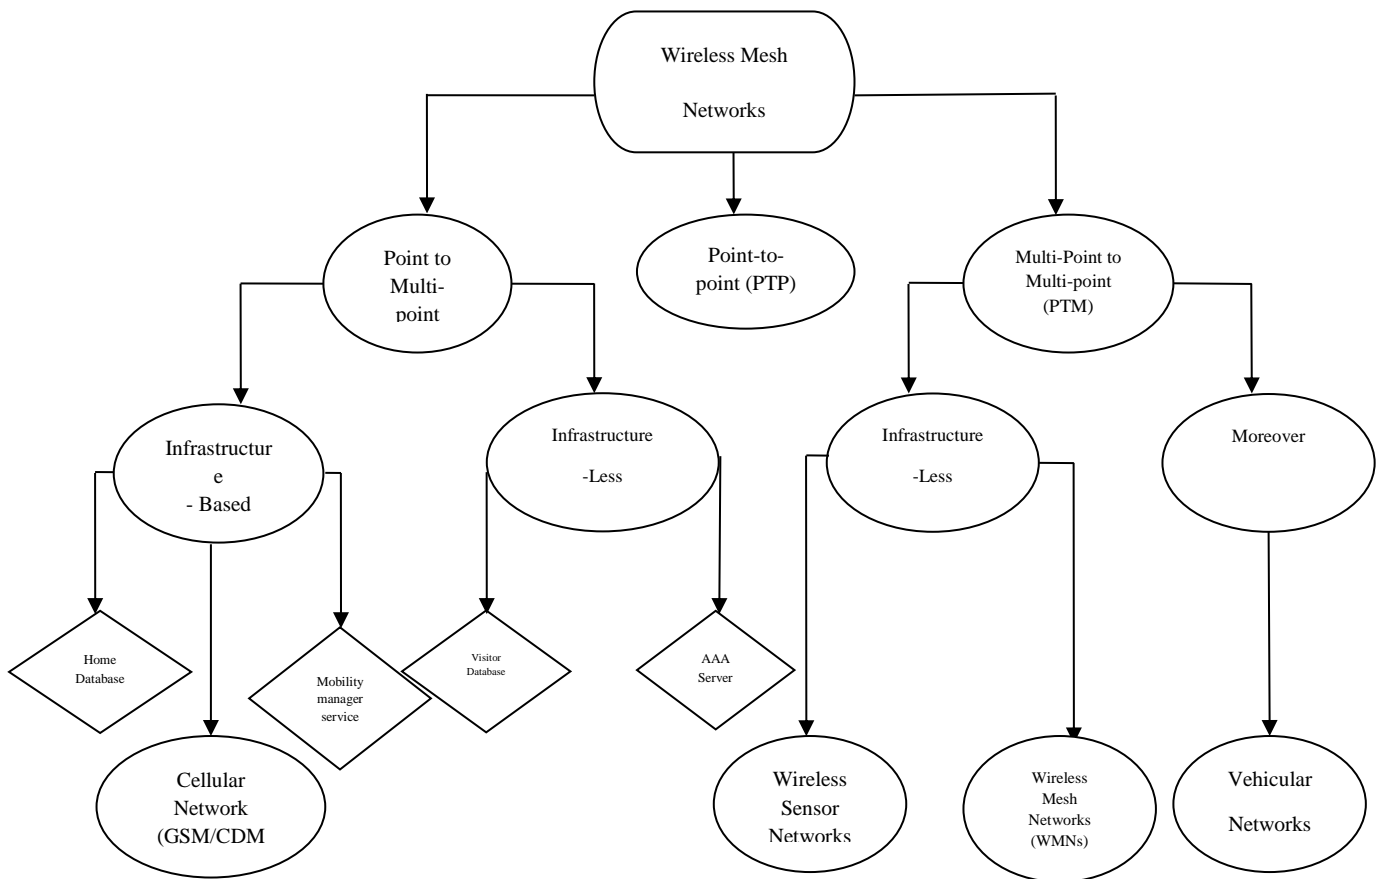 Wireless Mesh
Networks
Point to
Multi-
point
Point-to-
point (PTP)
Multi-Point to
Multi-point
(PTM)
Infrastructur
e
- Based
Infrastructure
-Less
Infrastructure
-Less
Moreover
Home
Database
Mobility
manager
service
Visitor
Database
AAA
Server
Cellular
Network
(GSM/CDM
Wireless
Sensor
Networks
Wireless
Mesh
Networks
(WMNs)
Vehicular
Networks